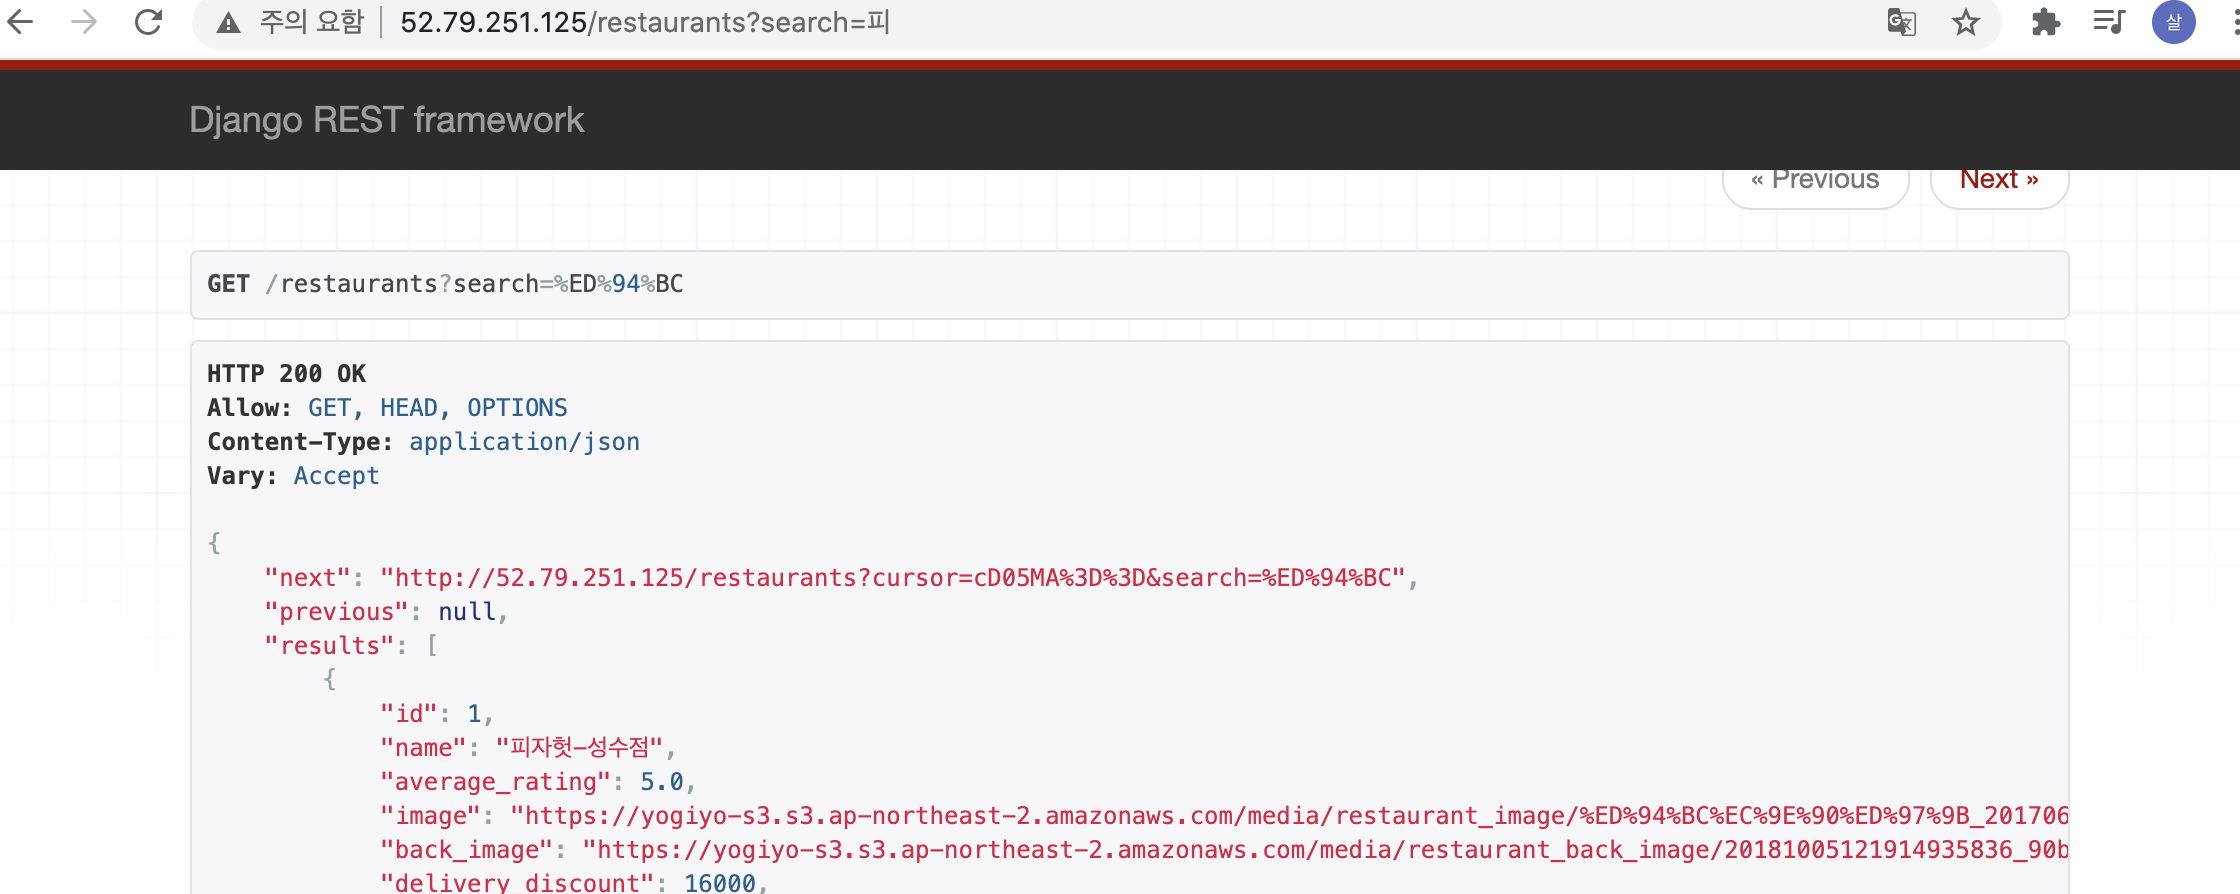 주의 요함 52.79.251.125/restaurants?search=피
살
Django REST framework
« Previous Next »
GET /restaurants?search=%ED%94%BC
HTTP 200 OK
Allow: GET, HEAD, OPTIONS
Content-Type: application/json
Vary: Accept
{
"next": "http://52.79.251.125/restaurants?cursor=cD05MA%3D%3D&search=%ED%94%BC",
"previous": null,
"results": [
{
"id": 1,
"name": "피자헛-성수점",
"average_rating": 5.0,
"image": "https://yogiyo-s3.s3.ap-northeast-2.amazonaws.com/media/restaurant_image/%ED%94%BC%EC%9E%90%ED%97%9B_201706
"back_image": "https://yogiyo-s3.s3.ap-northeast-2.amazonaws.com/media/restaurant_back_image/20181005121914935836_90b
"delivery_discount": 16000,